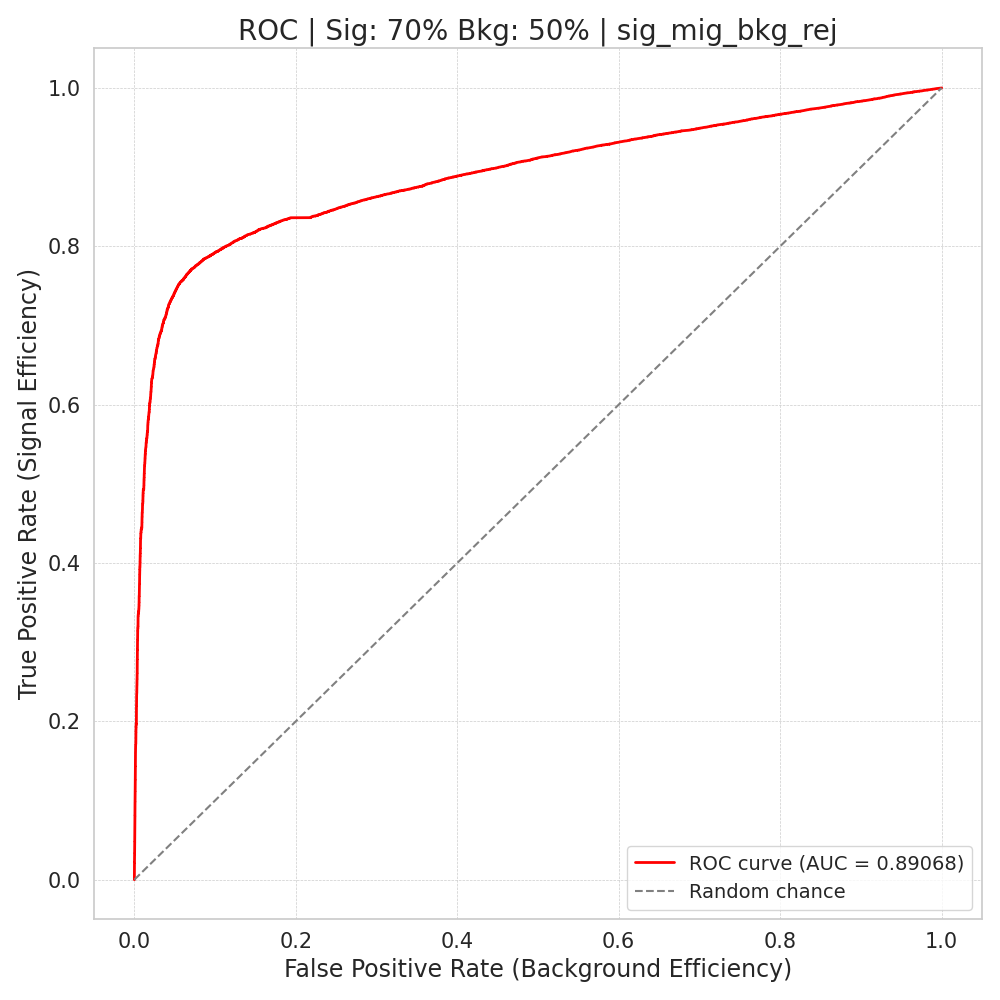 ROC | Sig: 70% Bkg: 50% | sig_mig_bkg_rej
True Positive Rate (Signal Efficiency)
1.0
0.8
0.6
0.4
0.2
0.0
0.0 0.2 0.4 0.6 0.8 1.0
False Positive Rate (Background Efficiency)
ROC curve (AUC = 0.89068)
Random chance